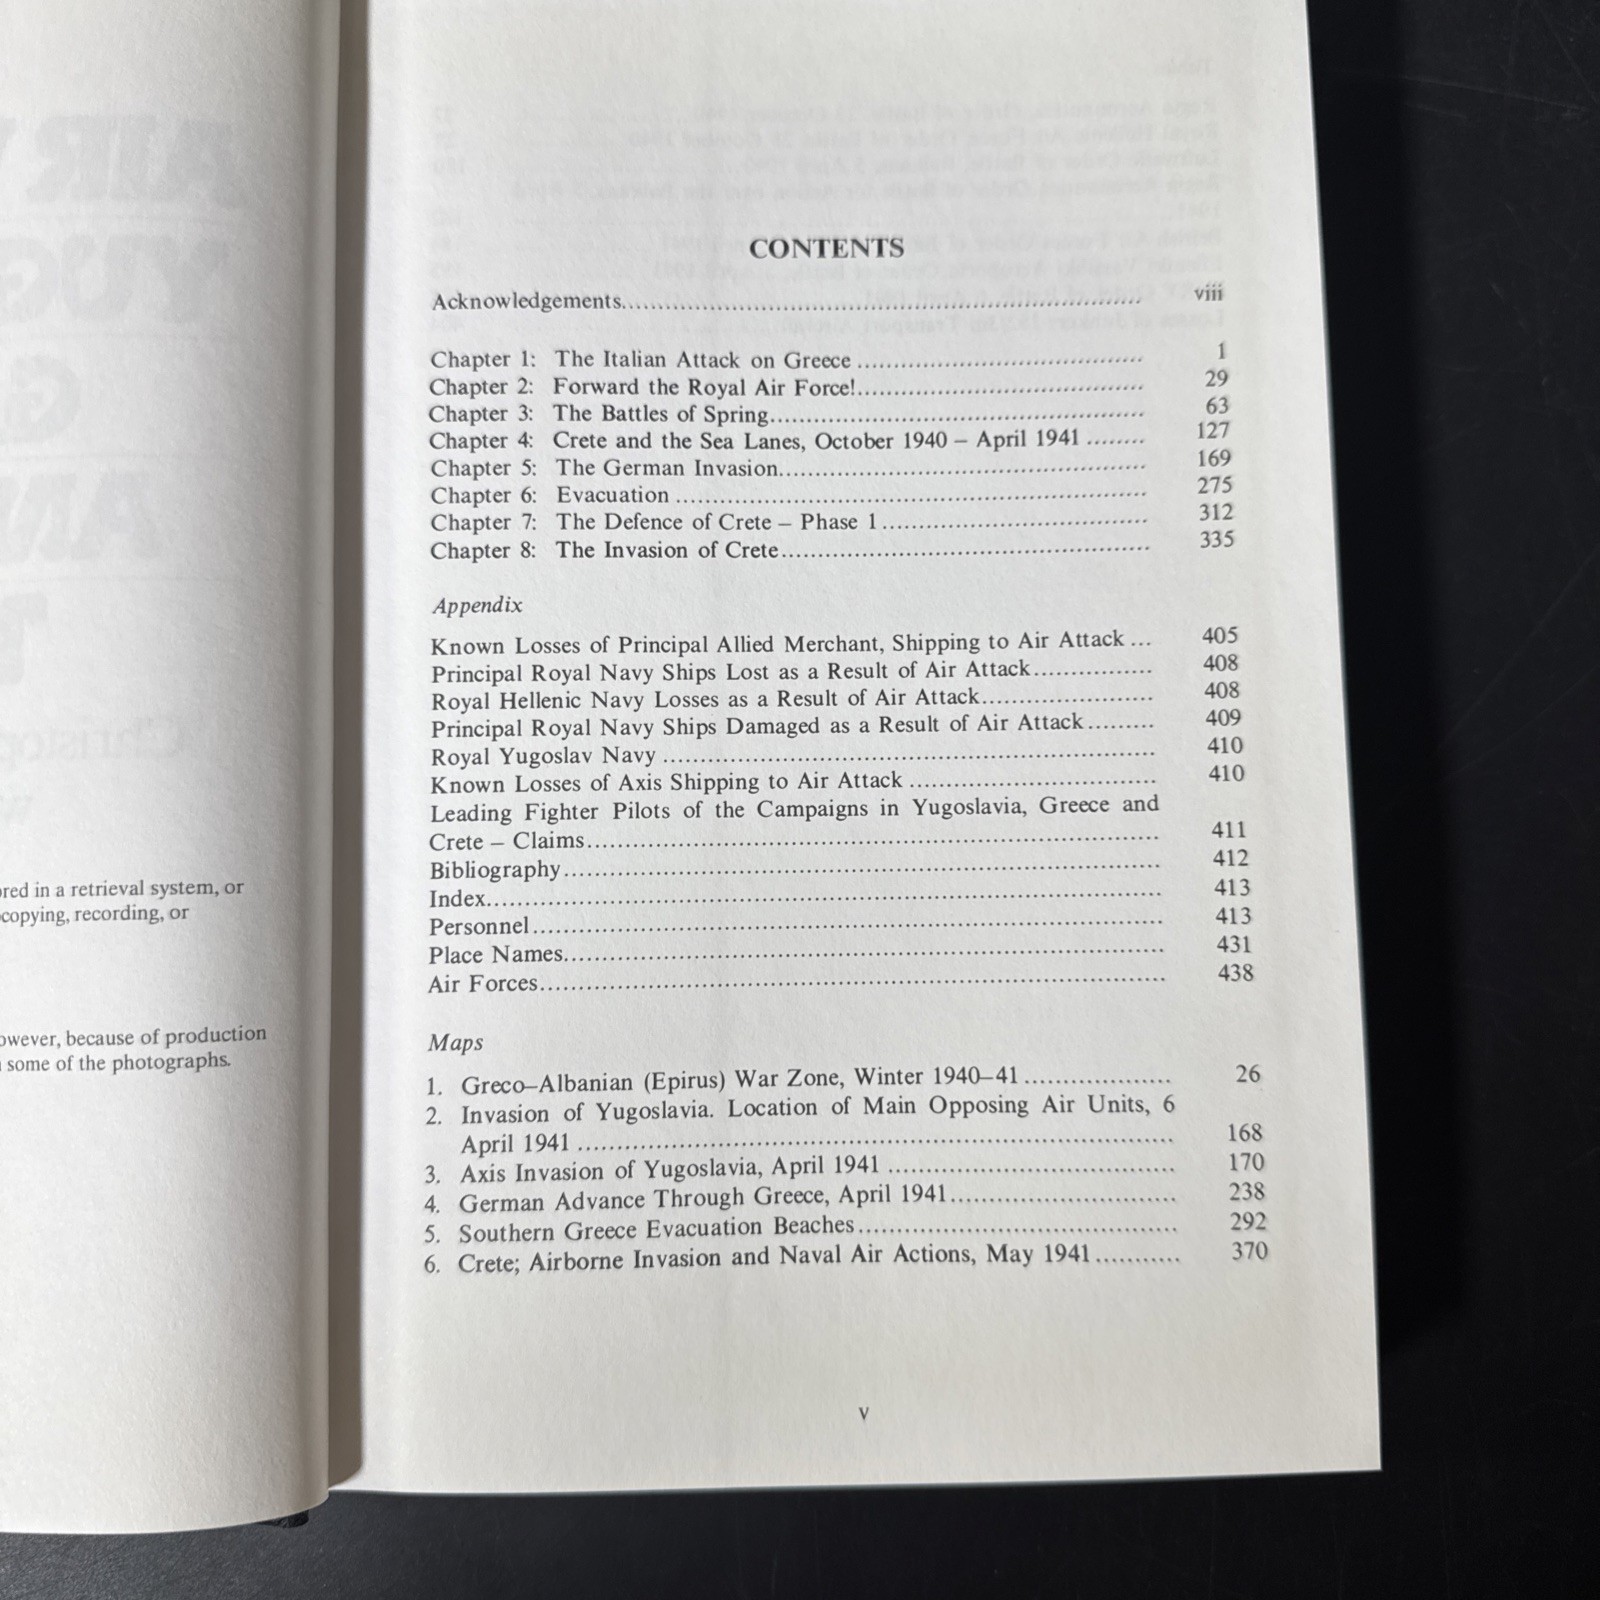 ored in a retrieval system, or
copying, recording, or
owever, because of production
some of the photographs.
CONTENTS
Acknowledgements.......... viii
Chapter 1: The Italian Attack on Greece .......... 1
Chapter 2: Forward the Royal Air Force!.......... 29
Chapter 3: The Battles of Spring.......... 63
Chapter 4: Crete and the Sea Lanes, October 1940 – April 1941 ........ 127
Chapter 5: The German Invasion.......... 169
Chapter 6: Evacuation .......... 275
Chapter 7: The Defence of Crete – Phase 1.......... 312
Chapter 8: The Invasion of Crete.......... 335
Appendix
Known Losses of Principal Allied Merchant, Shipping to Air Attack ... 405
Principal Royal Navy Ships Lost as a Result of Air Attack.......... 408
Royal Hellenic Navy Losses as a Result of Air Attack.......... 408
Principal Royal Navy Ships Damaged as a Result of Air Attack......... 409
Royal Yugoslav Navy .......... 410
Known Losses of Axis Shipping to Air Attack .......... 410
Leading Fighter Pilots of the Campaigns in Yugoslavia, Greece and
Crete – Claims.......... 411
Bibliography.......... 412
Index.......... 413
Personnel.......... 413
Place Names.......... 431
Air Forces.......... 438
Maps
1. Greco–Albanian (Epirus) War Zone, Winter 1940–41.......... 26
2. Invasion of Yugoslavia. Location of Main Opposing Air Units, 6
April 1941 .......... 168
3. Axis Invasion of Yugoslavia, April 1941 .......... 170
4. German Advance Through Greece, April 1941.......... 238
5. Southern Greece Evacuation Beaches.......... 292
6. Crete; Airborne Invasion and Naval Air Actions, May 1941........... 370
v